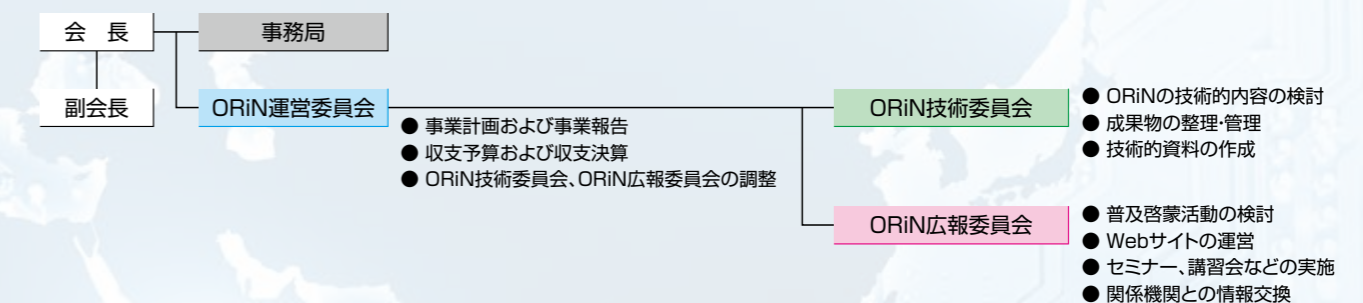 会 長
事務局
副会長
ORiN運営委員会
● 事業計画および事業報告
● 収支予算および収支決算
● ORiN技術委員会、ORiN広報委員会の調整
ORiN技術委員会
● ORiNの技術的内容の検討
● 成果物の整理・管理
● 技術的資料の作成
ORiN広報委員会
● 普及啓蒙活動の検討
● Webサイトの運営
● セミナー、講習会などの実施
● 関係機関との情報交換